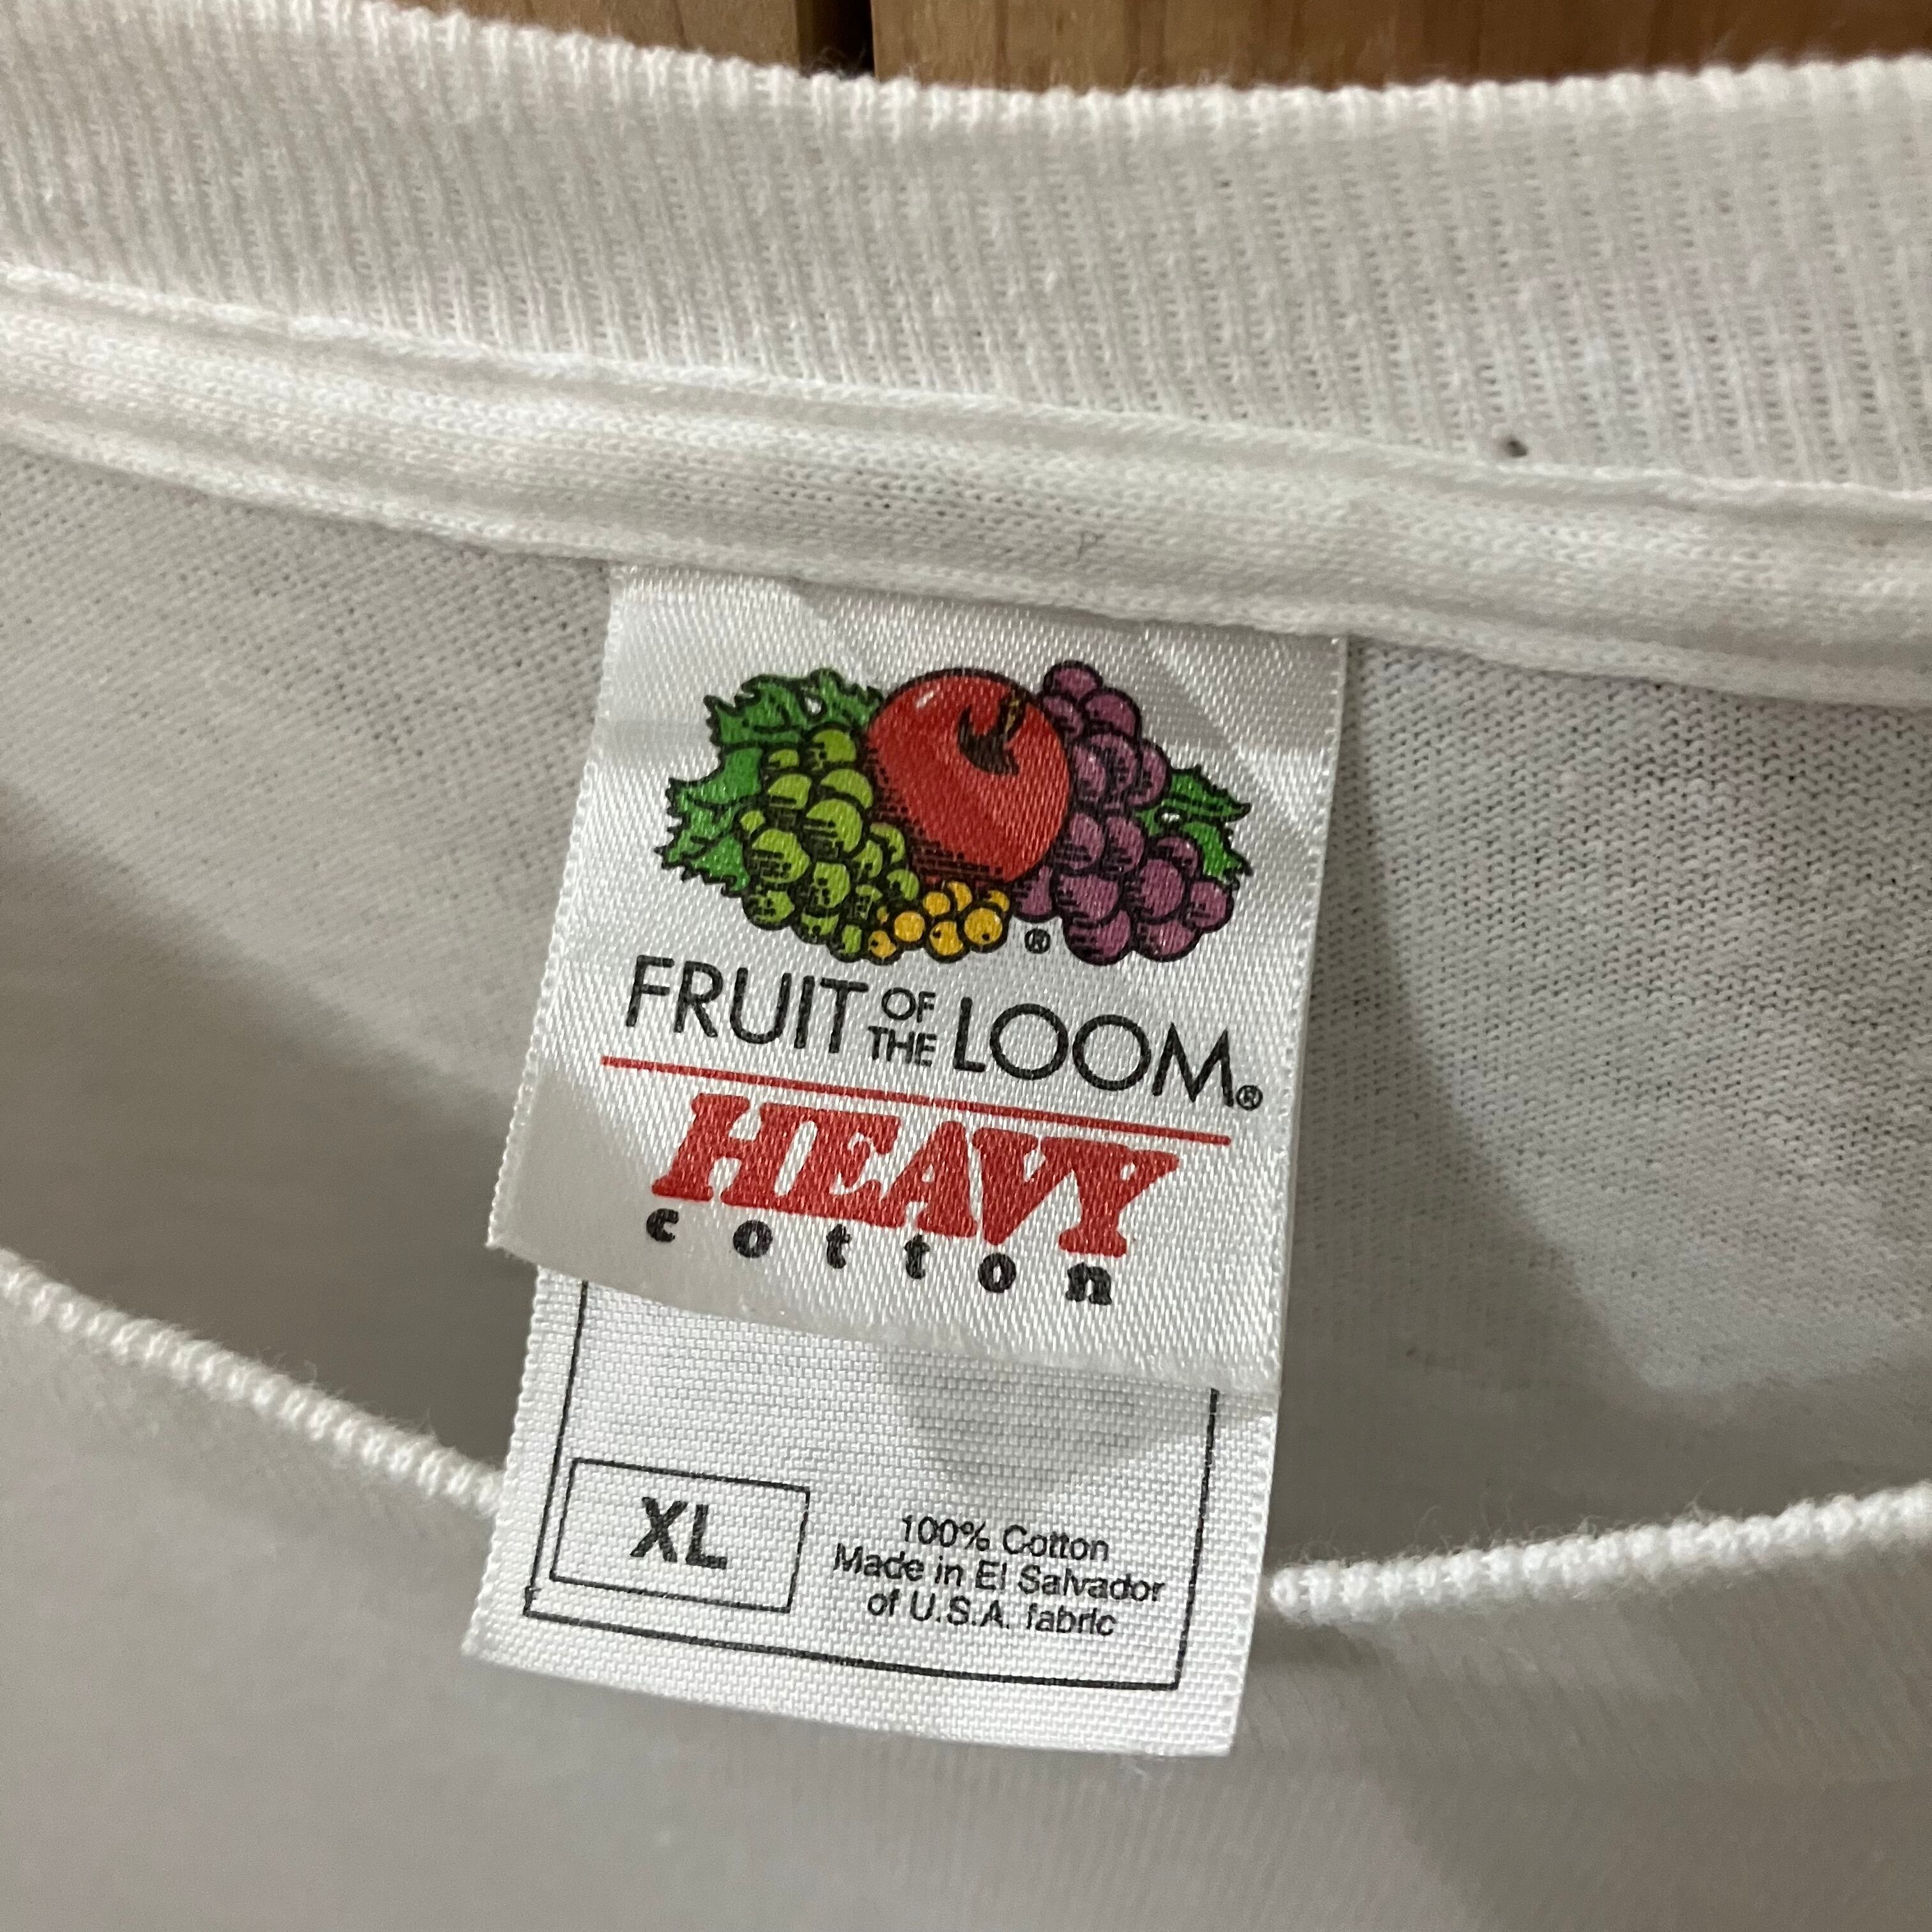 ®
FRUIT OF THE LOOM®
HEAVY
cotton
XL
100% Cotton
Made in El Salvador
of U.S.A. fabric